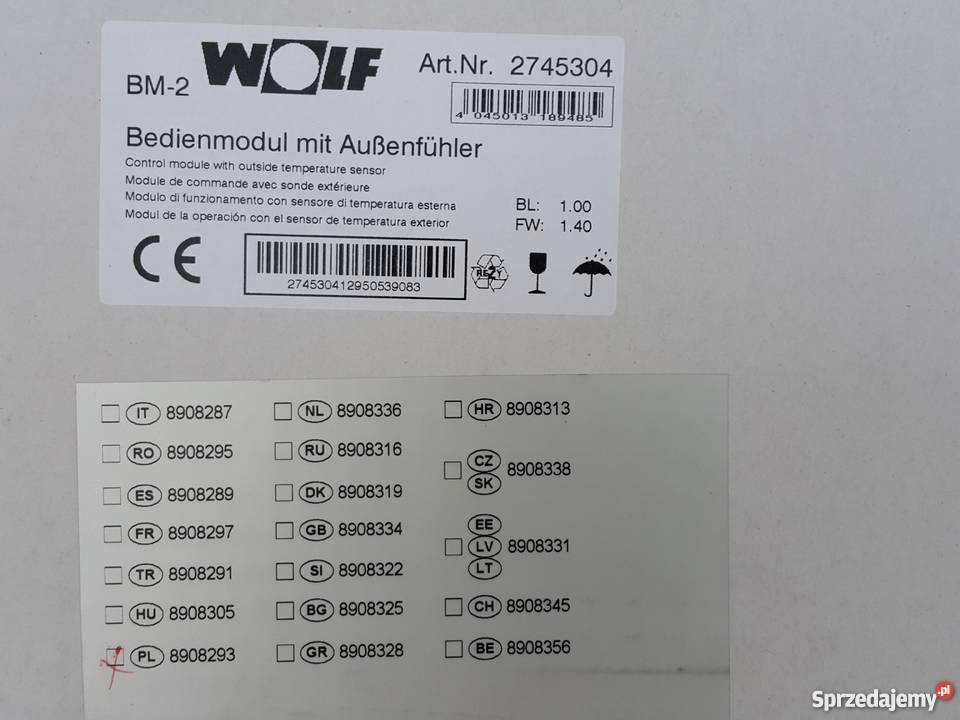 BM-2 WOLF Art.Nr. 2745304
4 045013 189485
Bedienmodul mit Außenfühler
Control module with outside temperature sensor
Module de commande avec sonde extérieure
Modulo di funzionamento con sensore di temperatura esterna
Modul de la operación con el sensor de temperatura exterior
BL: 1.00
FW: 1.40
CE
274530412950539083
RESY
IT 8908287
RO 8908295
ES 8908289
FR 8908297
TR 8908291
HU 8908305
PL 8908293
NL 8908336
RU 8908316
DK 8908319
GB 8908334
SI 8908322
BG 8908325
GR 8908328
HR 8908313
CZ
SK 8908338
EE
LV 8908331
LT
CH 8908345
BE 8908356
Sprzedajemy.pl